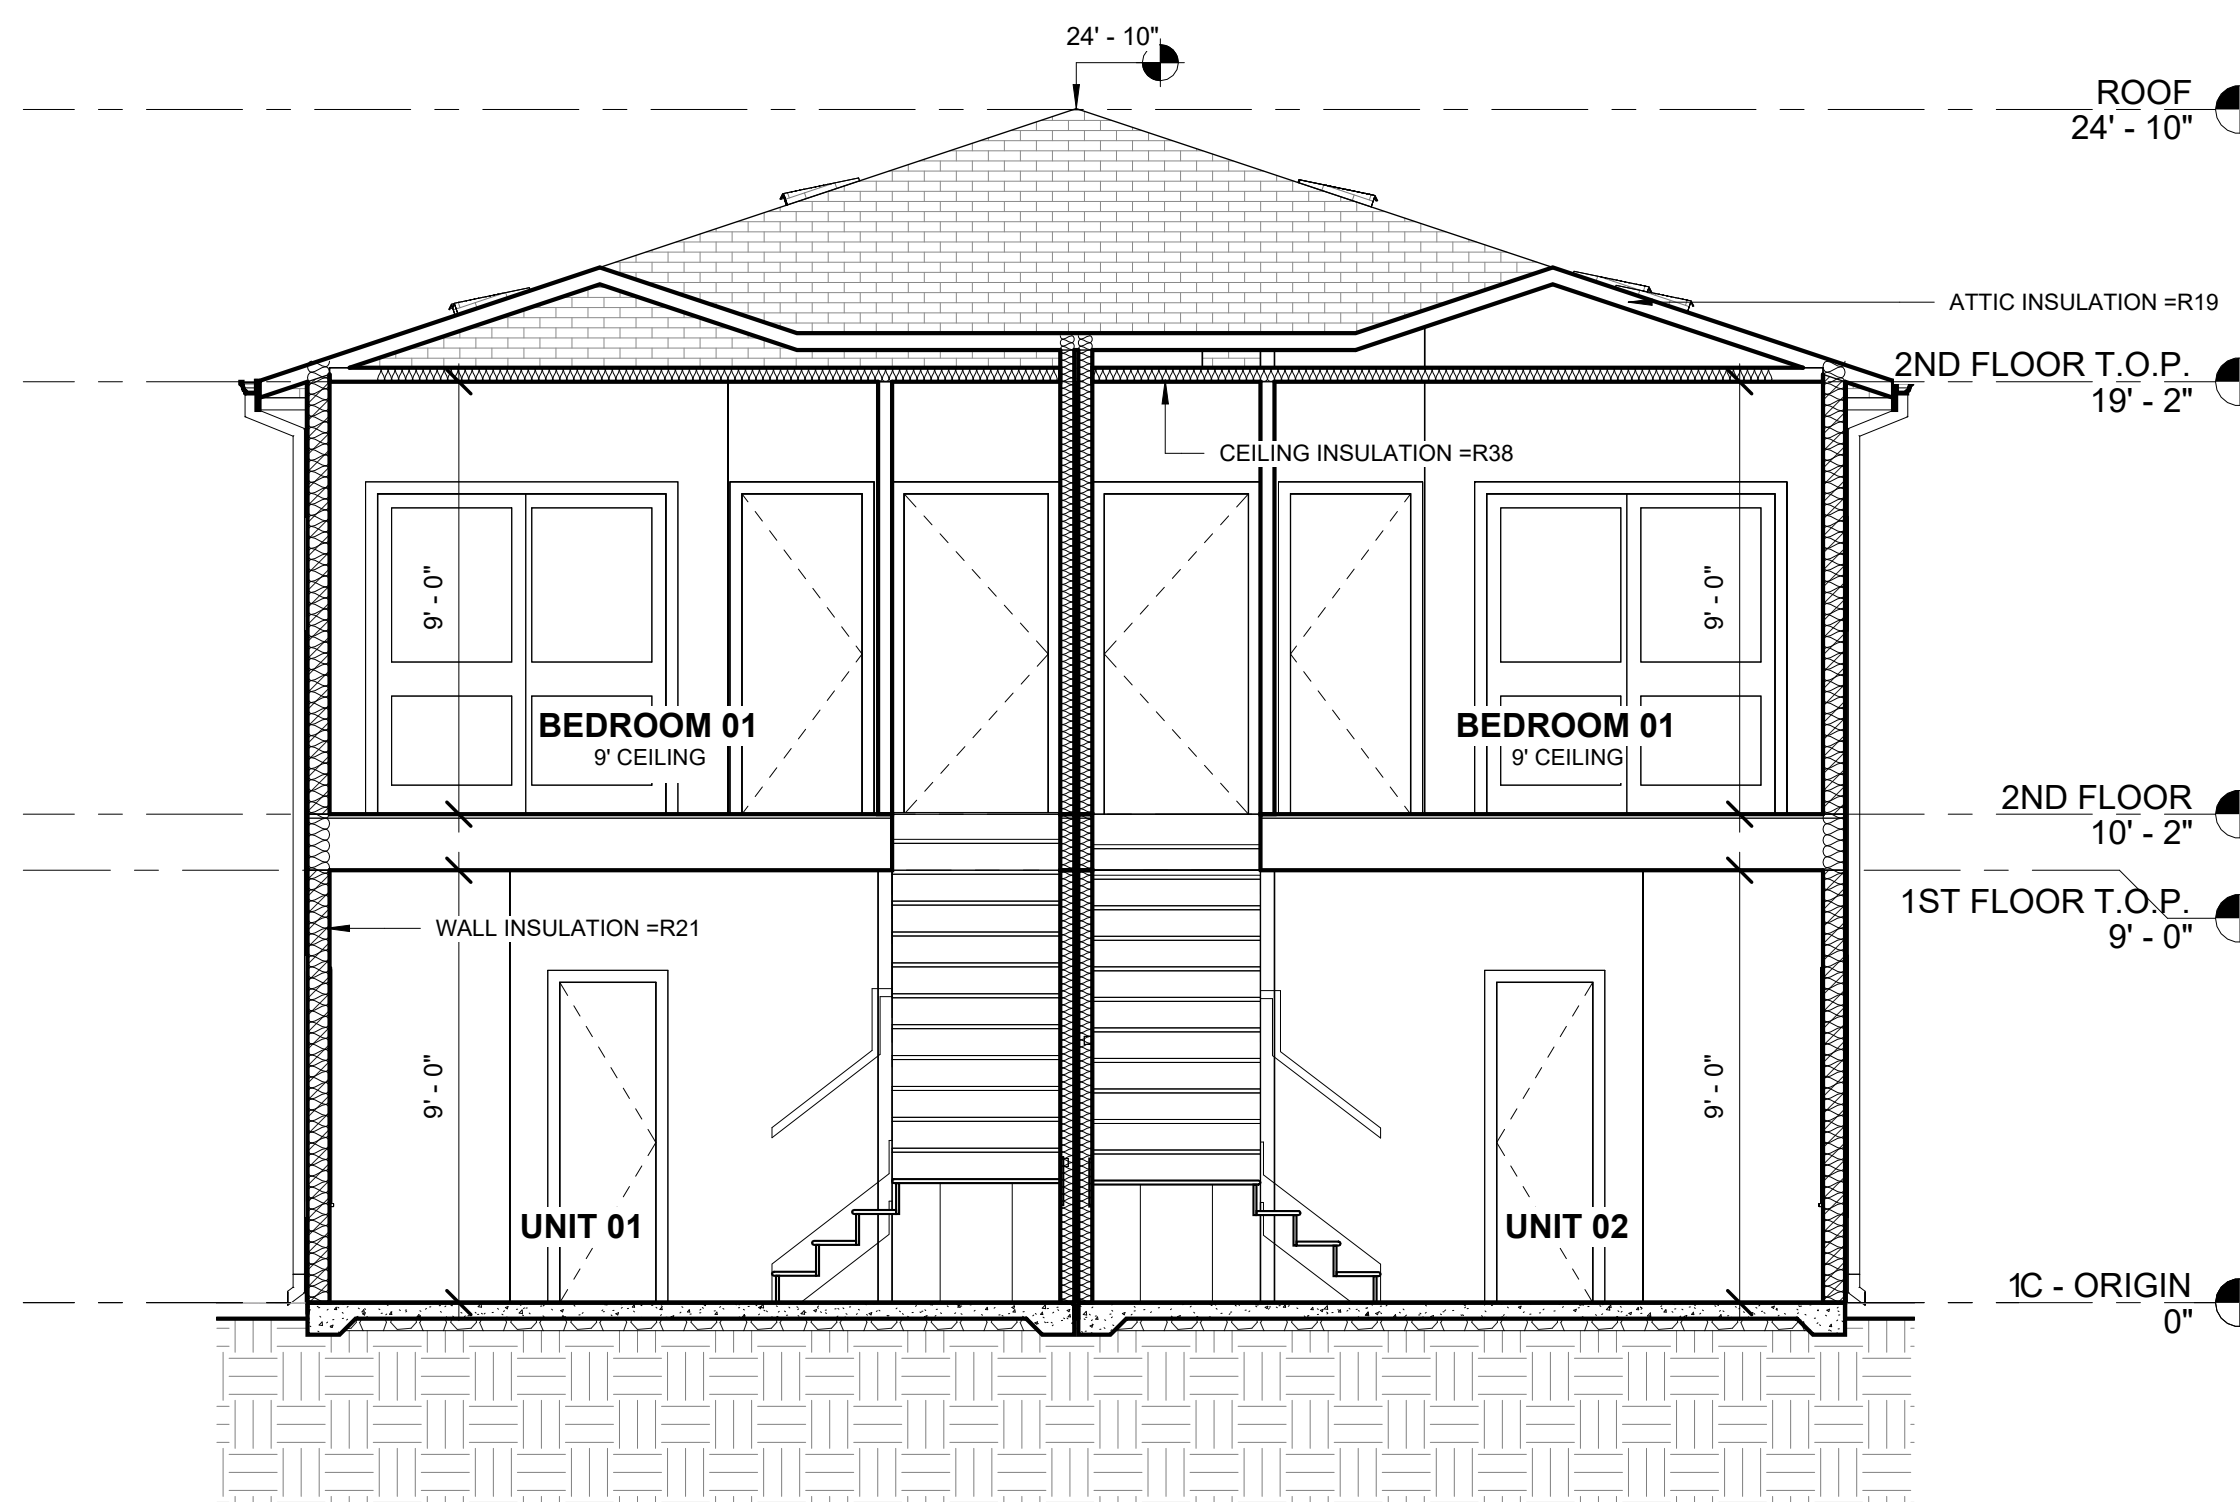 24' - 10"
ROOF
24' - 10"
ATTIC INSULATION =R19
2ND FLOOR T.O.P.
19' - 2"
CEILING INSULATION =R38
9' - 0"
9' - 0"
BEDROOM 01
9' CEILING
BEDROOM 01
9' CEILING
2ND FLOOR
10' - 2"
1ST FLOOR T.O.P.
9' - 0"
WALL INSULATION =R21
9' - 0"
9' - 0"
UNIT 01
UNIT 02
1C - ORIGIN
0"